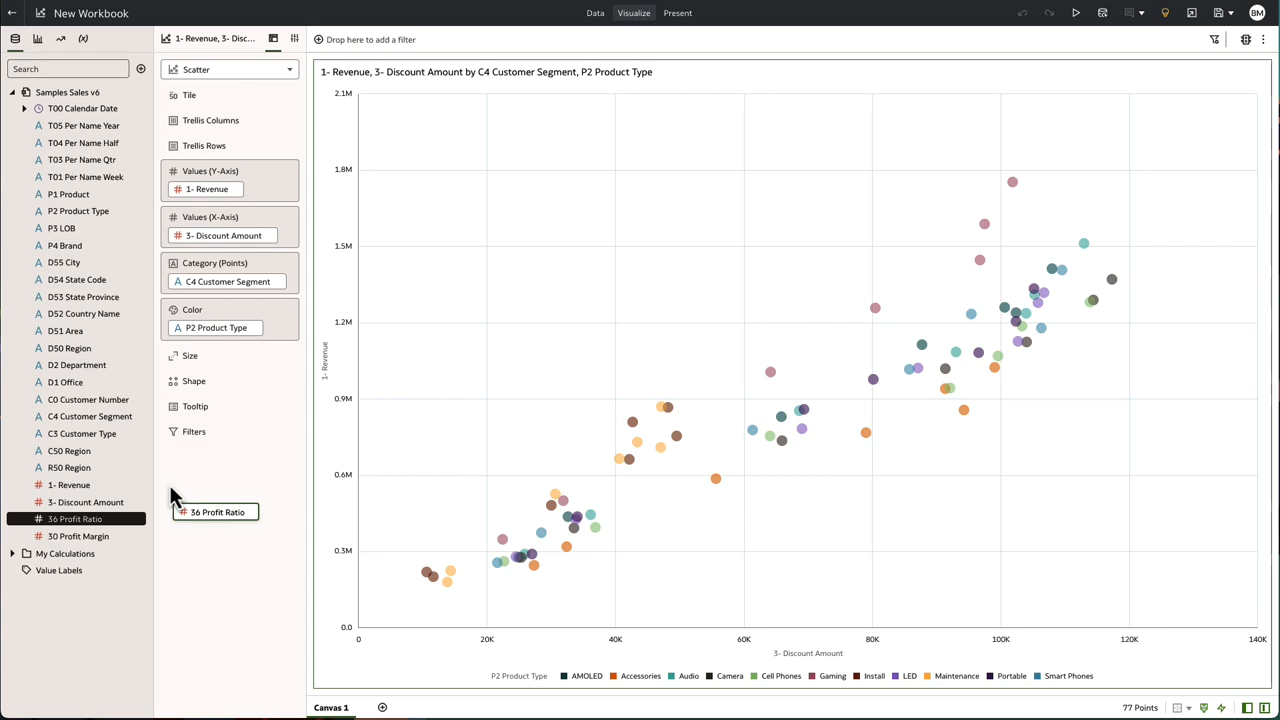 New Workbook
Data
Visualize
Present
BM
1- Revenue, 3- Disc...
Drop here to add a filter
Search
Samples Sales v6
T00 Calendar Date
T05 Per Name Year
T04 Per Name Half
T03 Per Name Qtr
T01 Per Name Week
P1 Product
P2 Product Type
P3 LOB
P4 Brand
D55 City
D54 State Code
D53 State Province
D52 Country Name
D51 Area
D50 Region
D2 Department
D1 Office
C0 Customer Number
C4 Customer Segment
C3 Customer Type
C50 Region
R50 Region
1- Revenue
3- Discount Amount
36 Profit Ratio
30 Profit Margin
My Calculations
Value Labels
Scatter
Tile
Trellis Columns
Trellis Rows
Values (Y-Axis)
1- Revenue
Values (X-Axis)
3- Discount Amount
Category (Points)
C4 Customer Segment
Color
P2 Product Type
Size
Shape
Tooltip
Filters
36 Profit Ratio
1- Revenue, 3- Discount Amount by C4 Customer Segment, P2 Product Type
2.1M
1.8M
1.5M
1.2M
0.9M
0.6M
0.3M
0.0
1- Revenue
0 20K 40K 60K 80K 100K 120K 140K
3- Discount Amount
P2 Product Type AMOLED Accessories Audio Camera Cell Phones Gaming Install LED Maintenance Portable Smart Phones
Canvas 1
77 Points